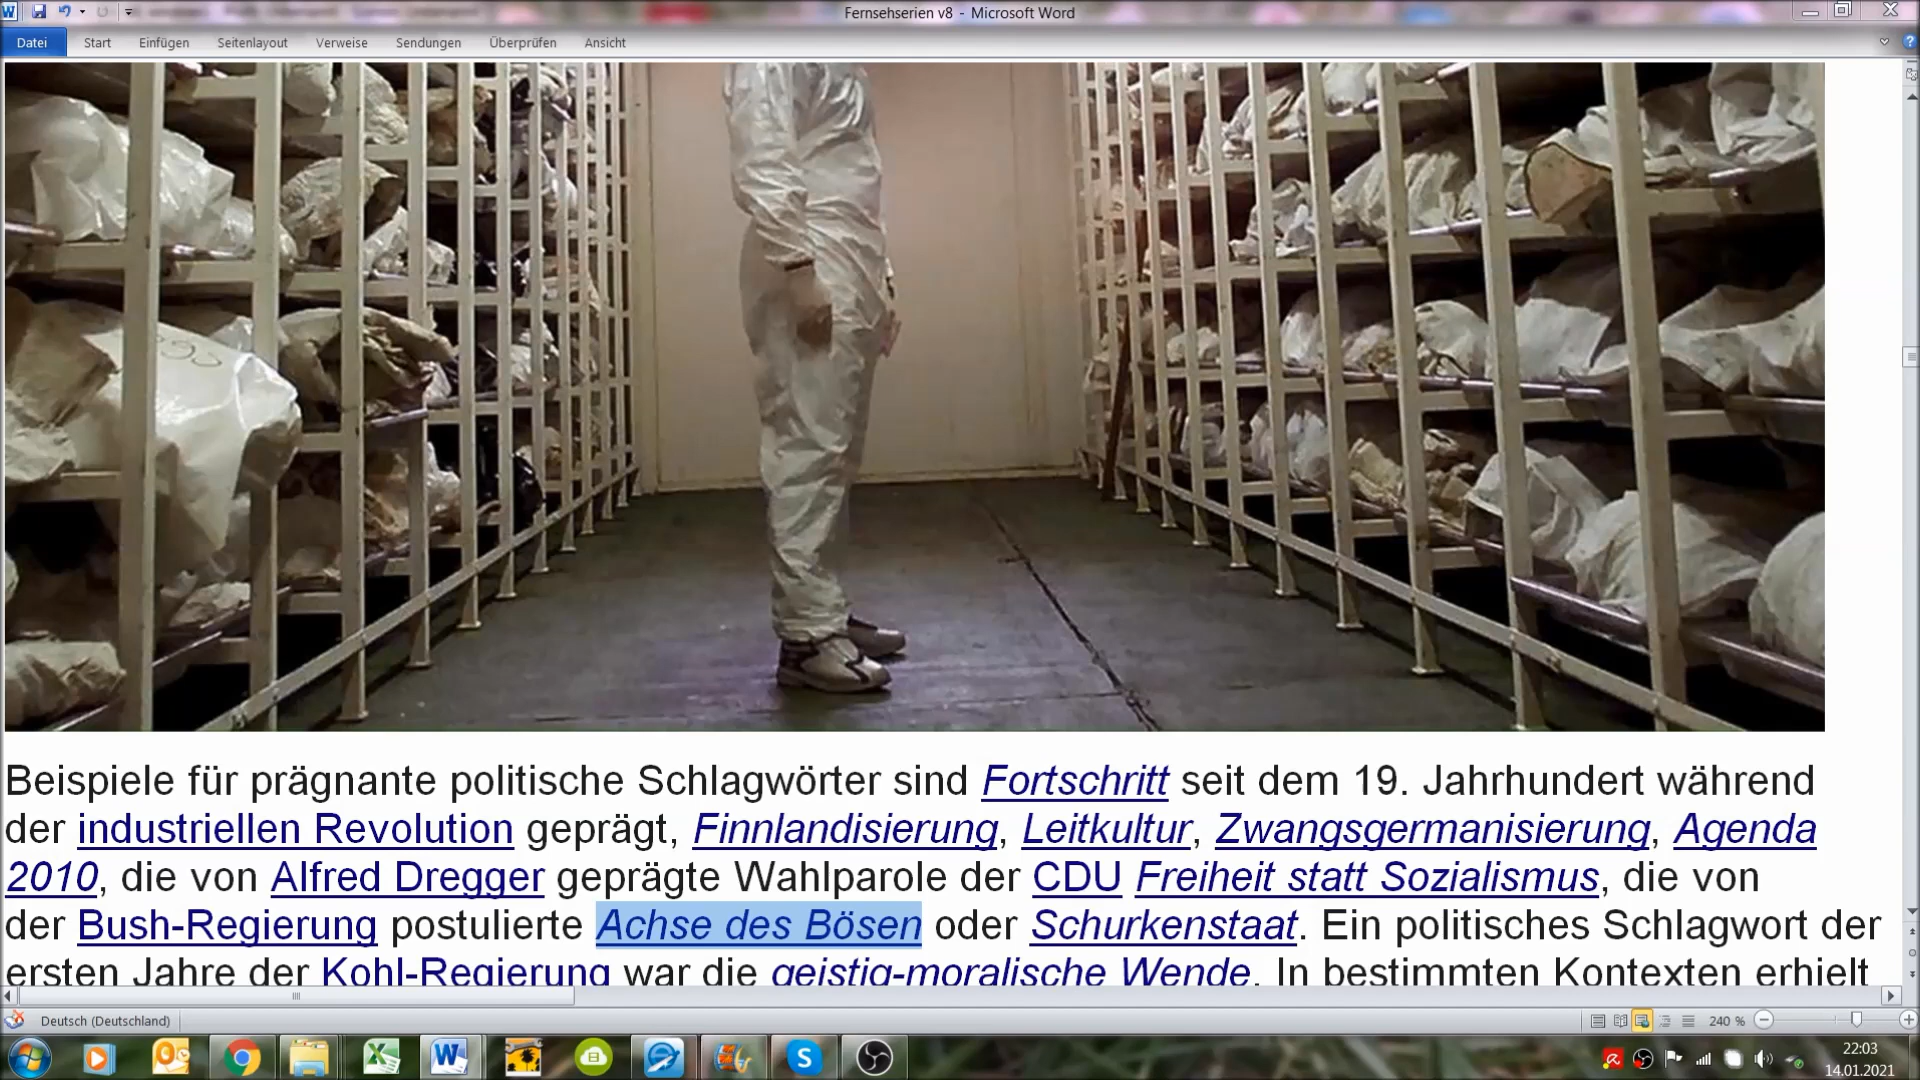 Fernsehserien v8 - Microsoft Word
Datei Start Einfügen Seitenlayout Verweise Sendungen Überprüfen Ansicht
Beispiele für prägnante politische Schlagwörter sind Fortschritt seit dem 19. Jahrhundert während
der industriellen Revolution geprägt, Finnlandisierung, Leitkultur, Zwangsgermanisierung, Agenda
2010, die von Alfred Dregger geprägte Wahlparole der CDU Freiheit statt Sozialismus, die von
der Bush-Regierung postulierte Achse des Bösen oder Schurkenstaat. Ein politisches Schlagwort der
ersten Jahre der Kohl-Regierung war die geistig-moralische Wende. In bestimmten Kontexten erhielt
Deutsch (Deutschland)
240 %
22:03
14.01.2021